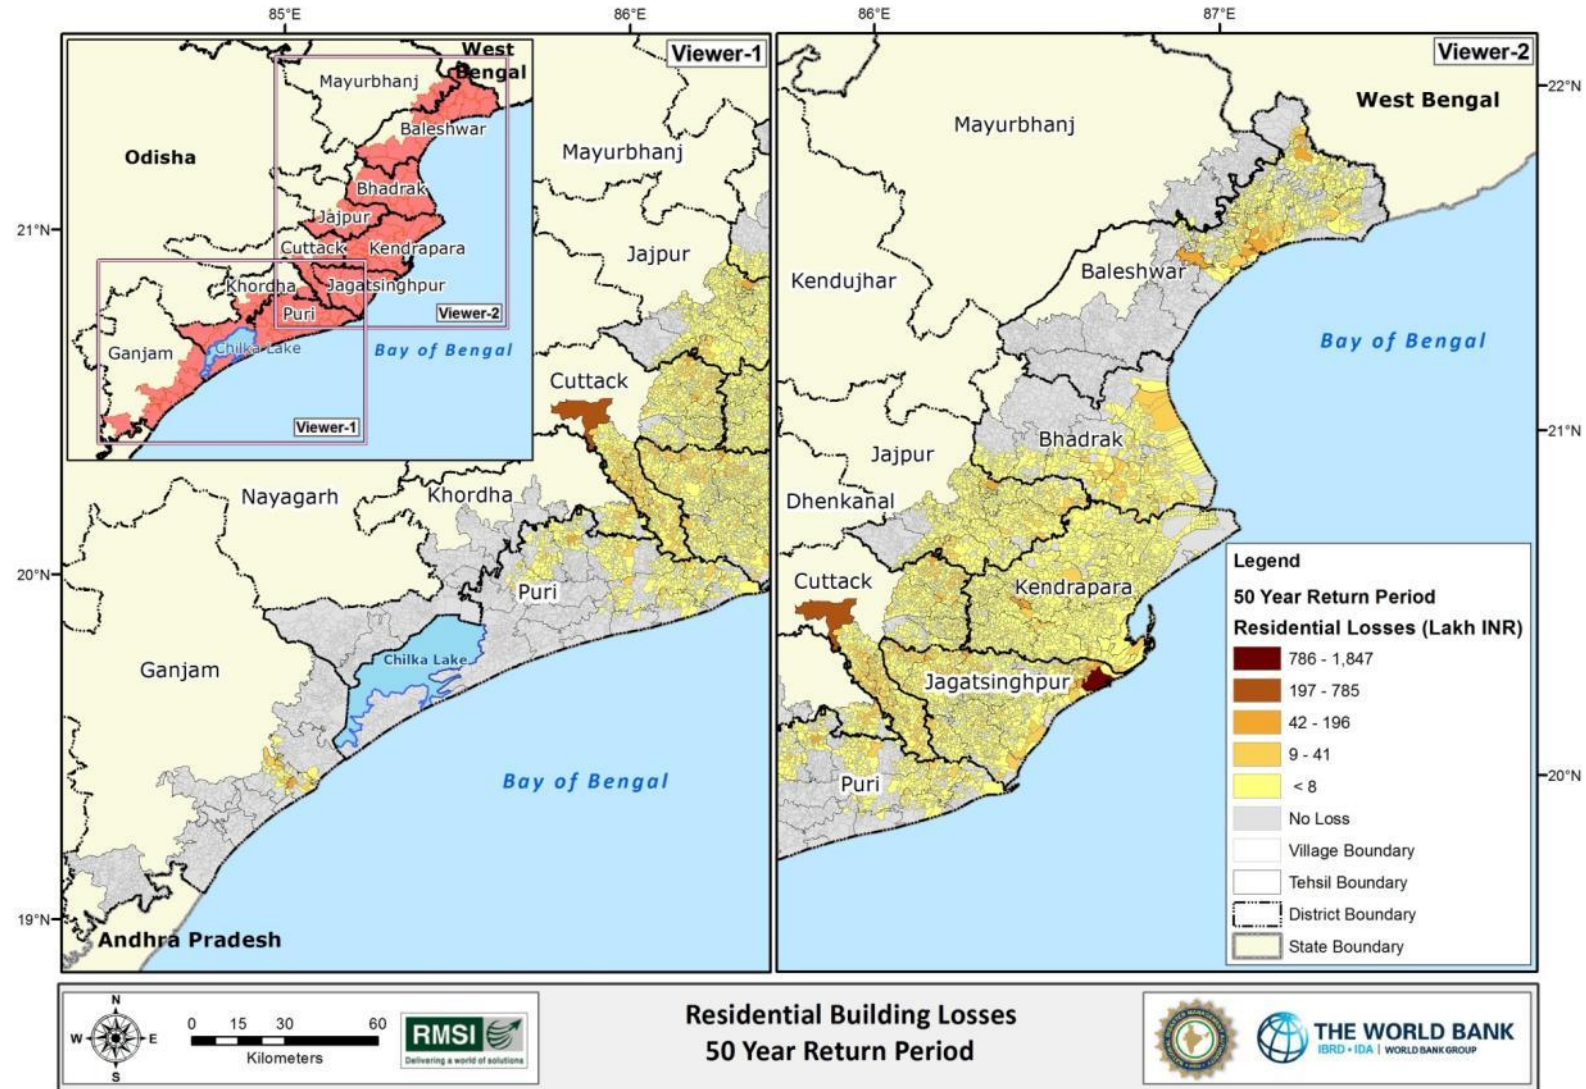 85°E
86°E
86°E
87°E
Viewer-1
West
Bengal
Mayurbhanj
Baleshwar
Odisha
Bhadrak
Jajpur
Cuttack
Kendrapara
Khordha
Jagatsinghpur
Puri
Viewer-2
Ganjam
Chilka Lake
Bay of Bengal
Viewer-1
Mayurbhanj
Jajpur
Cuttack
Nayagarh
Khordha
Puri
Ganjam
Chilka Lake
Bay of Bengal
Andhra Pradesh
21°N
20°N
19°N
Viewer-2
West Bengal
Mayurbhanj
Kendujhar
Baleshwar
Bay of Bengal
Bhadrak
Jajpur
Dhenkanal
Cuttack
Kendrapara
Jagatsinghpur
Puri
22°N
21°N
20°N
Legend
50 Year Return Period
Residential Losses (Lakh INR)
786 - 1,847
197 - 785
42 - 196
9 - 41
< 8
No Loss
Village Boundary
Tehsil Boundary
District Boundary
State Boundary
N
W E
S
0 15 30 60
Kilometers
RMSI
Delivering a world of solutions
Residential Building Losses
50 Year Return Period
THE WORLD BANK
IBRD • IDA | WORLD BANK GROUP